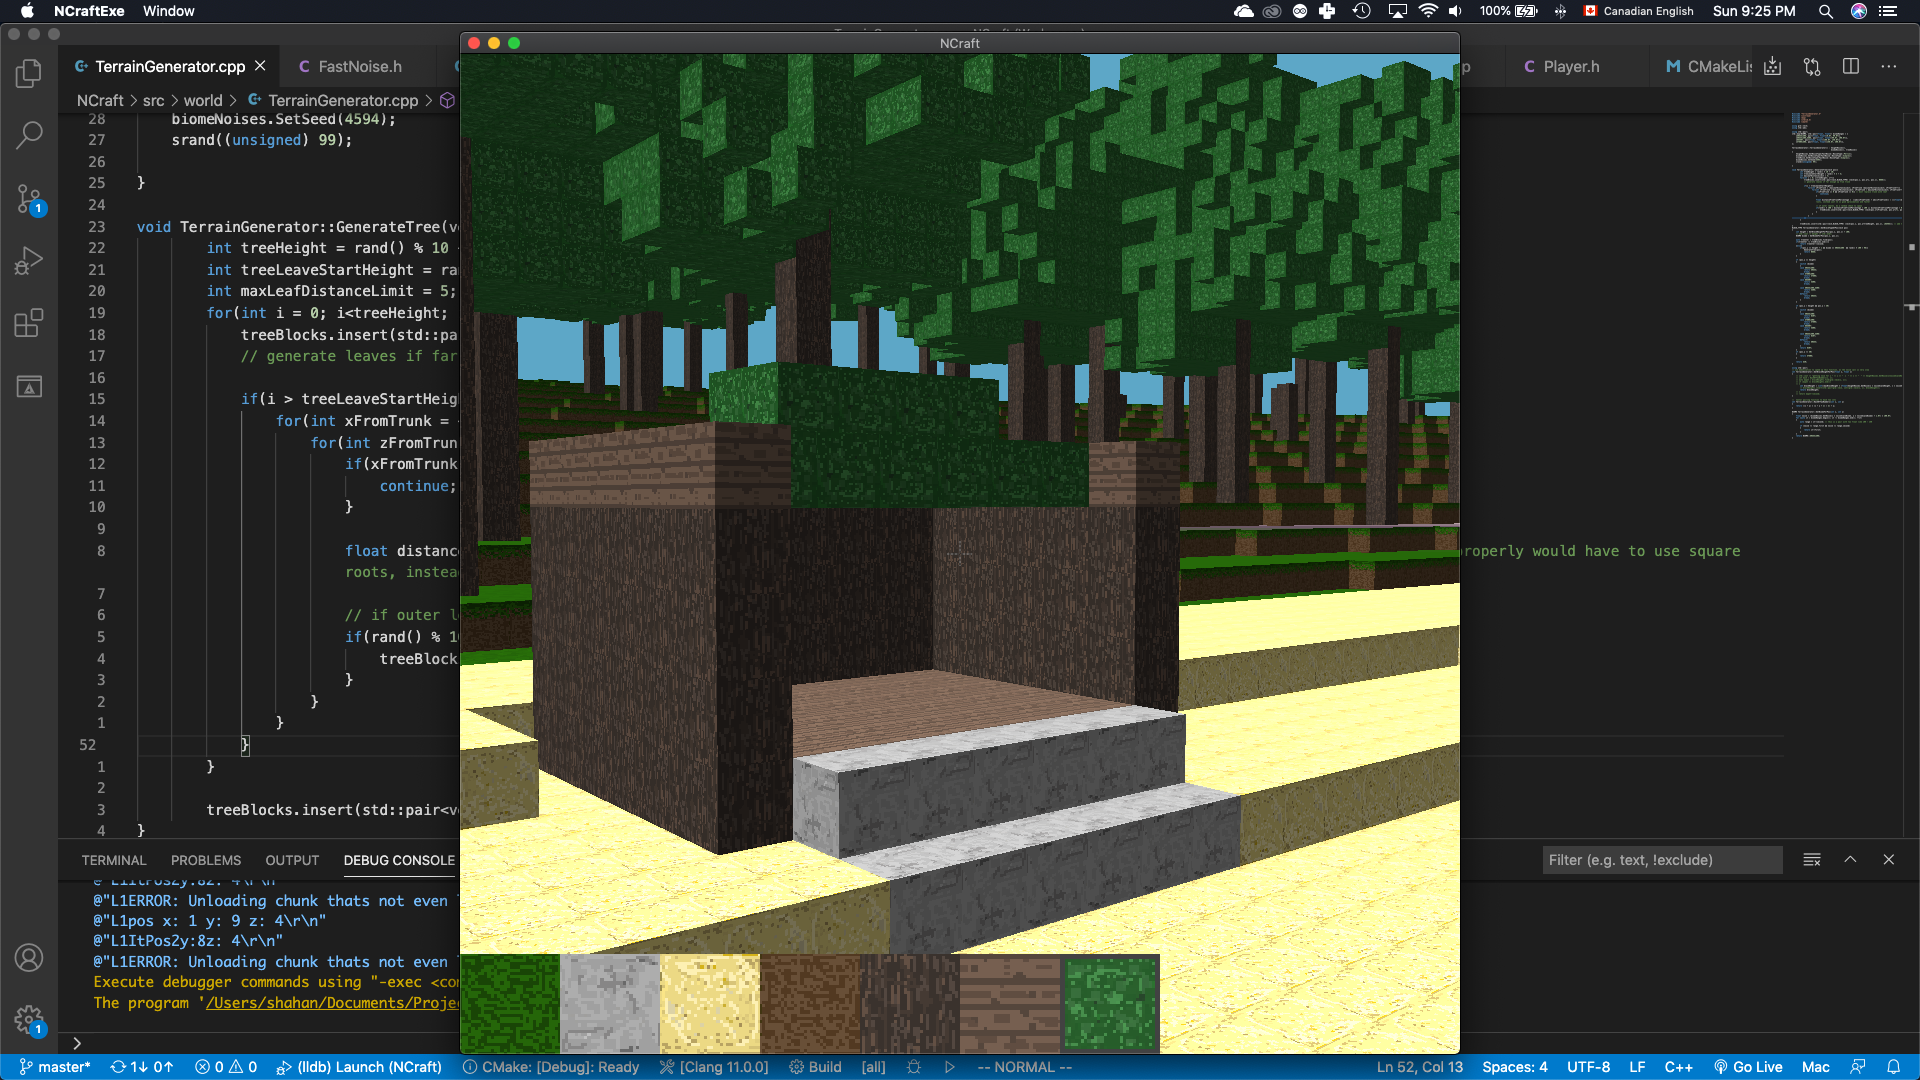 NCraftExe Window
100% Canadian English Sun 9:25 PM
NCraft
TerrainGenerator.cpp FastNoise.h Player.h CMakeLis
NCraft > src > world > TerrainGenerator.cpp >
28 biomeNoises.SetSeed(4594);
27 srand((unsigned) 99);
26
25 }
24
23 void TerrainGenerator::GenerateTree(v
22 int treeHeight = rand() % 10
21 int treeLeaveStartHeight = ra
20 int maxLeafDistanceLimit = 5;
19 for(int i = 0; i<treeHeight;
18 treeBlocks.insert(std::pa
17 // generate leaves if far
16
15 if(i > treeLeaveStartHeig
14 for(int xFromTrunk =
13 for(int zFromTrun
12 if(xFromTrunk
11 continue;
10 }
9
8 float distanc properly would have to use square
roots, instea
7
6 // if outer l
5 if(rand() % 10
4 treeBlock
3 }
2 }
1 }
52 }
1 }
2
3 treeBlocks.insert(std::pair<v
4 }
TERMINAL PROBLEMS OUTPUT DEBUG CONSOLE Filter (e.g. text, !exclude)
@"L1ItPos2y:8z: 4\r\n"
@"L1ERROR: Unloading chunk thats not even
@"L1pos x: 1 y: 9 z: 4\r\n"
@"L1ItPos2y:8z: 4\r\n"
@"L1ERROR: Unloading chunk thats not even
Execute debugger commands using "-exec <co
The program '/Users/shahan/Documents/Proje
>
master* 1↓ 0↑ 0 0 (lldb) Launch (NCraft) CMake: [Debug]: Ready [Clang 11.0.0] Build [all] -- NORMAL -- Ln 52, Col 13 Spaces: 4 UTF-8 LF C++ Go Live Mac